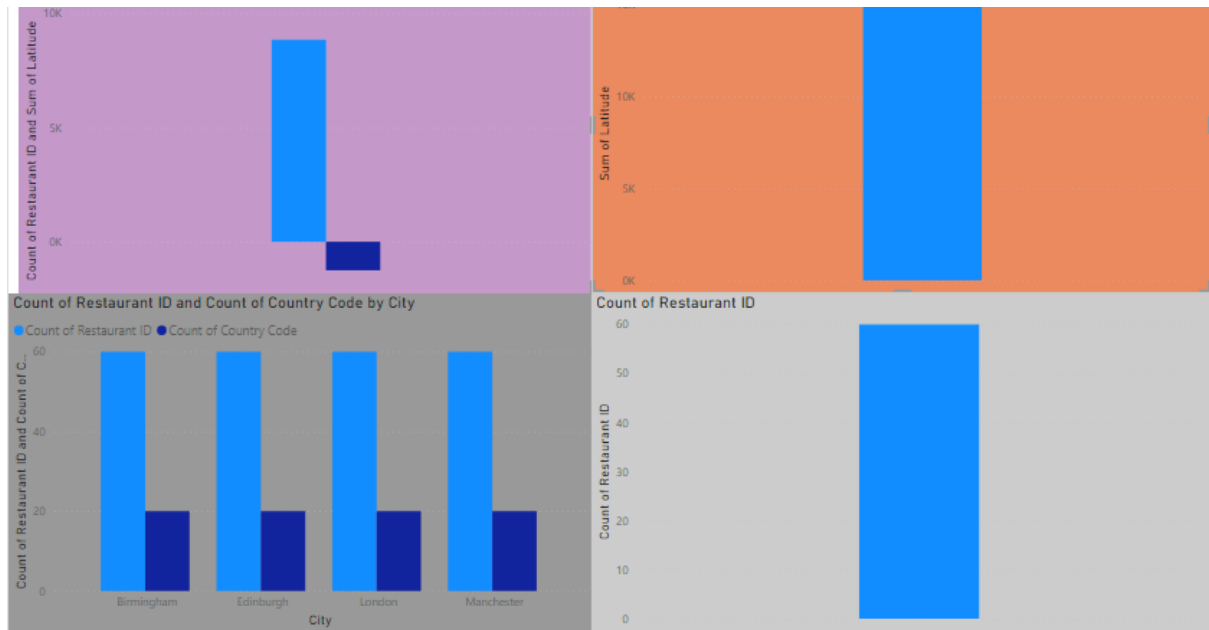 Count of Restaurant ID and Sum of Latitude
10K
5K
0K
Sum of Latitude
10K
5K
0K
Count of Restaurant ID and Count of Country Code by City
Count of Restaurant ID Count of Country Code
Count of Restaurant ID and Count of C...
60
40
20
0
Birmingham Edinburgh London Manchester
City
Count of Restaurant ID
Count of Restaurant ID
60
50
40
30
20
10
0